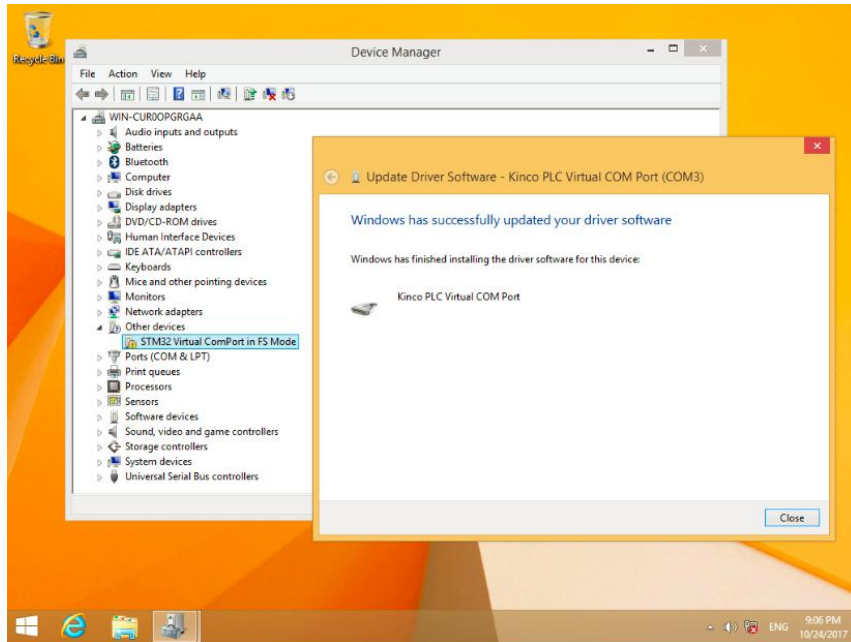 Recycle Bin
Device Manager
File Action View Help
WIN-CUR0OPGRGAA
Audio inputs and outputs
Batteries
Bluetooth
Computer
Disk drives
Display adapters
DVD/CD-ROM drives
Human Interface Devices
IDE ATA/ATAPI controllers
Keyboards
Mice and other pointing devices
Monitors
Network adapters
Other devices
STM32 Virtual ComPort in FS Mode
Ports (COM & LPT)
Print queues
Processors
Sensors
Software devices
Sound, video and game controllers
Storage controllers
System devices
Universal Serial Bus controllers
Update Driver Software - Kinco PLC Virtual COM Port (COM3)
Windows has successfully updated your driver software
Windows has finished installing the driver software for this device:
Kinco PLC Virtual COM Port
Close
ENG
9:06 PM
10/24/2017